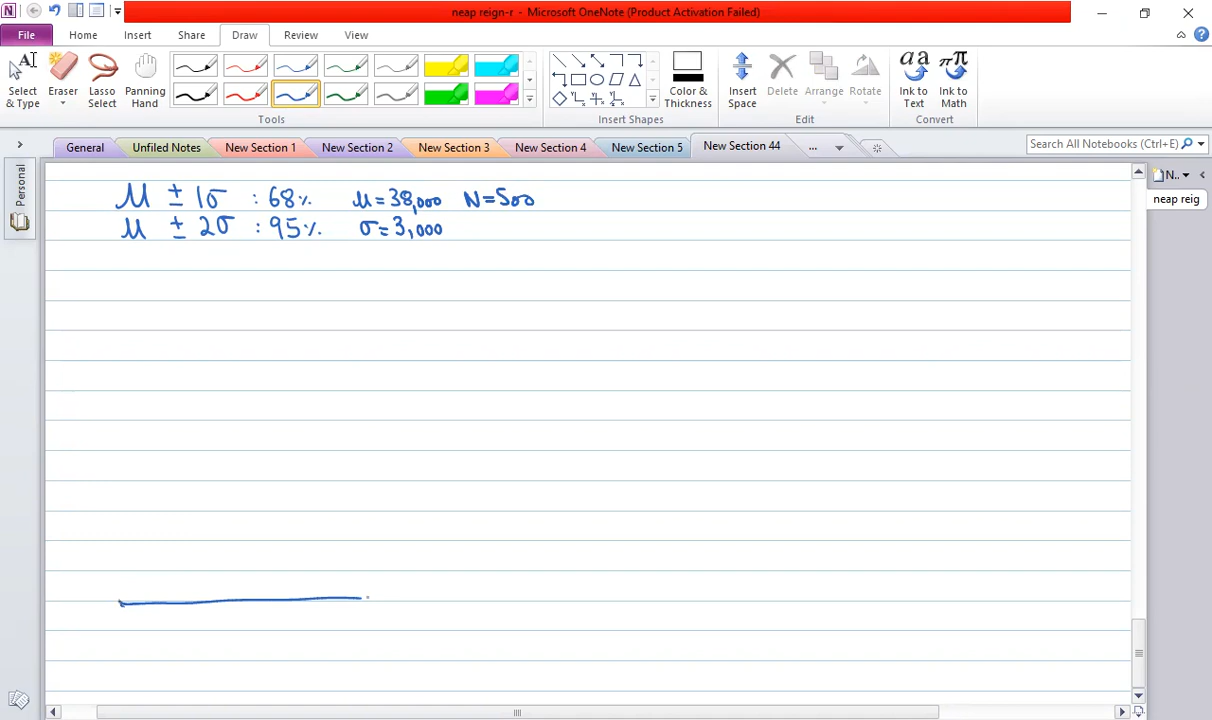 neap reign-r - Microsoft OneNote (Product Activation Failed)
File Home Insert Share Draw Review View
Select & Type Eraser Lasso Select Panning Hand Color & Thickness Insert Space Delete Arrange Rotate Ink to Text Ink to Math
Tools Insert Shapes Edit Convert
General Unfiled Notes New Section 1 New Section 2 New Section 3 New Section 4 New Section 5 New Section 44 ... Search All Notebooks (Ctrl+E)
Personal
N..
neap reig
μ ± 1σ : 68% μ = 38,000 N = 500
μ ± 2σ : 95% σ = 3,000